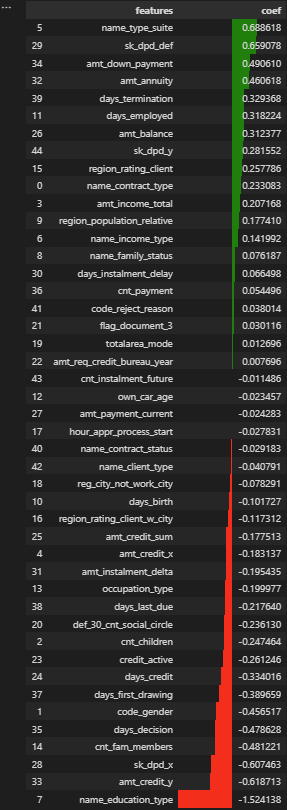 features coef
5 name_type_suite 0.688618
29 sk_dpd_def 0.659078
34 amt_down_payment 0.490610
32 amt_annuity 0.460618
39 days_termination 0.329368
11 days_employed 0.318224
26 amt_balance 0.312377
44 sk_dpd_y 0.281552
15 region_rating_client 0.257786
0 name_contract_type 0.233083
3 amt_income_total 0.207168
9 region_population_relative 0.177410
6 name_income_type 0.141992
8 name_family_status 0.076187
30 days_instalment_delay 0.066498
36 cnt_payment 0.054496
41 code_reject_reason 0.038014
21 flag_document_3 0.030116
19 totalarea_mode 0.012696
22 amt_req_credit_bureau_year 0.007696
43 cnt_instalment_future -0.011486
12 own_car_age -0.023457
27 amt_payment_current -0.024283
17 hour_appr_process_start -0.027831
40 name_contract_status -0.029183
42 name_client_type -0.040791
18 reg_city_not_work_city -0.078291
10 days_birth -0.101727
16 region_rating_client_w_city -0.117312
25 amt_credit_sum -0.177513
4 amt_credit_x -0.183137
31 amt_instalment_delta -0.195435
13 occupation_type -0.199977
38 days_last_due -0.217640
20 def_30_cnt_social_circle -0.236130
2 cnt_children -0.247464
23 credit_active -0.261246
24 days_credit -0.334016
37 days_first_drawing -0.389659
1 code_gender -0.456517
35 days_decision -0.478628
14 cnt_fam_members -0.481221
28 sk_dpd_x -0.607463
33 amt_credit_y -0.618713
7 name_education_type -1.524138